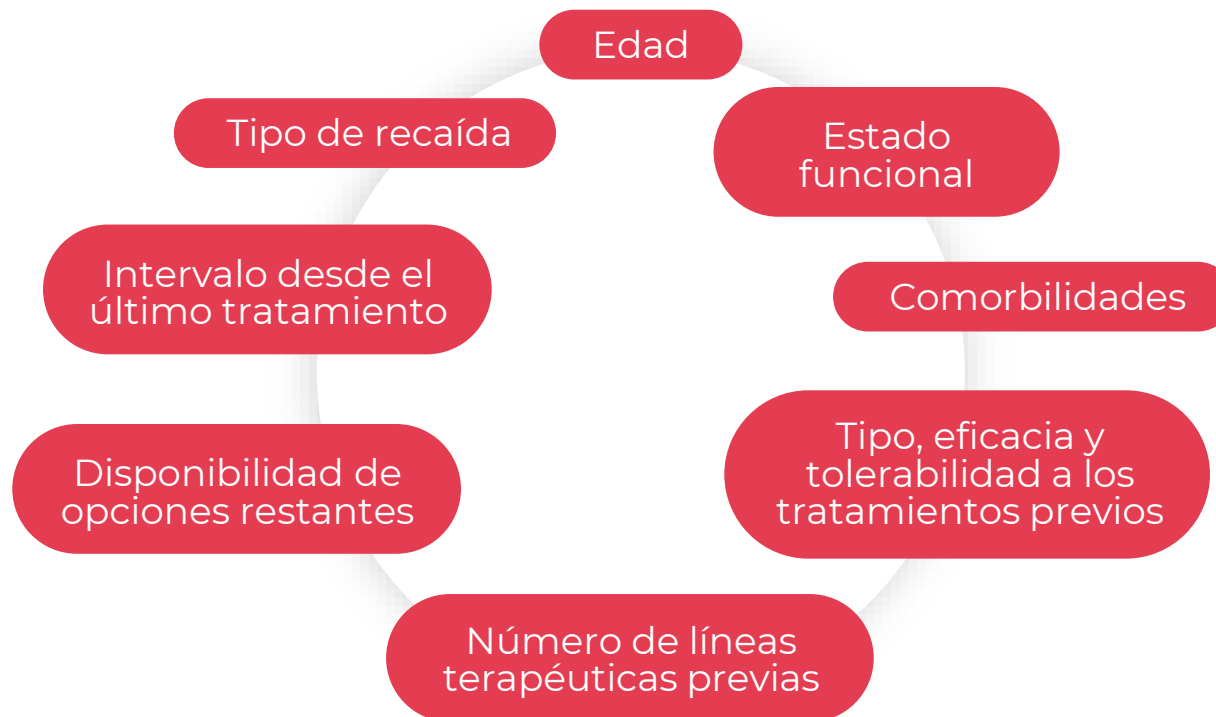 Edad
Estado
funcional
Comorbilidades
Tipo, eficacia y
tolerabilidad a los
tratamientos previos
Número de líneas
terapéuticas previas
Disponibilidad de
opciones restantes
Intervalo desde el
último tratamiento
Tipo de recaída